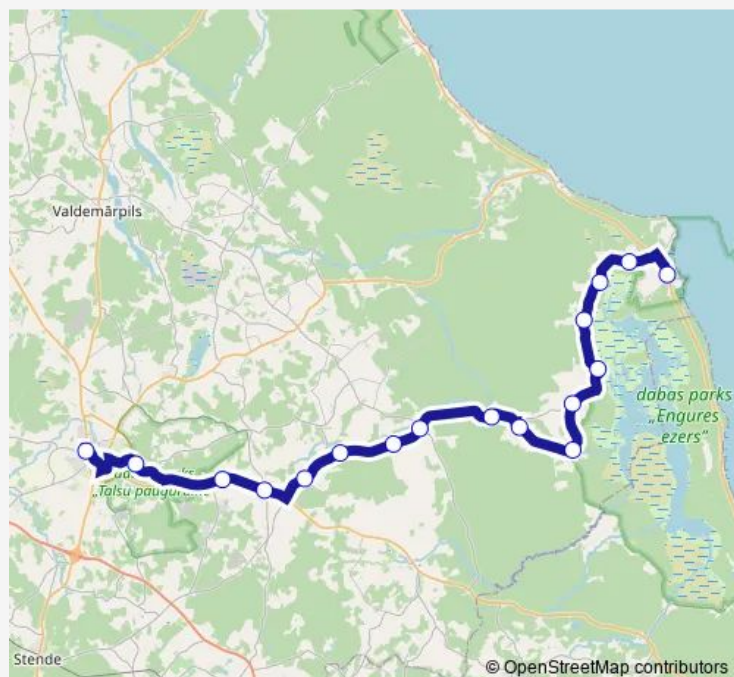 Valdemārpils
dabas parks
„Engures
ezers”
„Talsu pauguraine”
Stende
© OpenStreetMap contributors